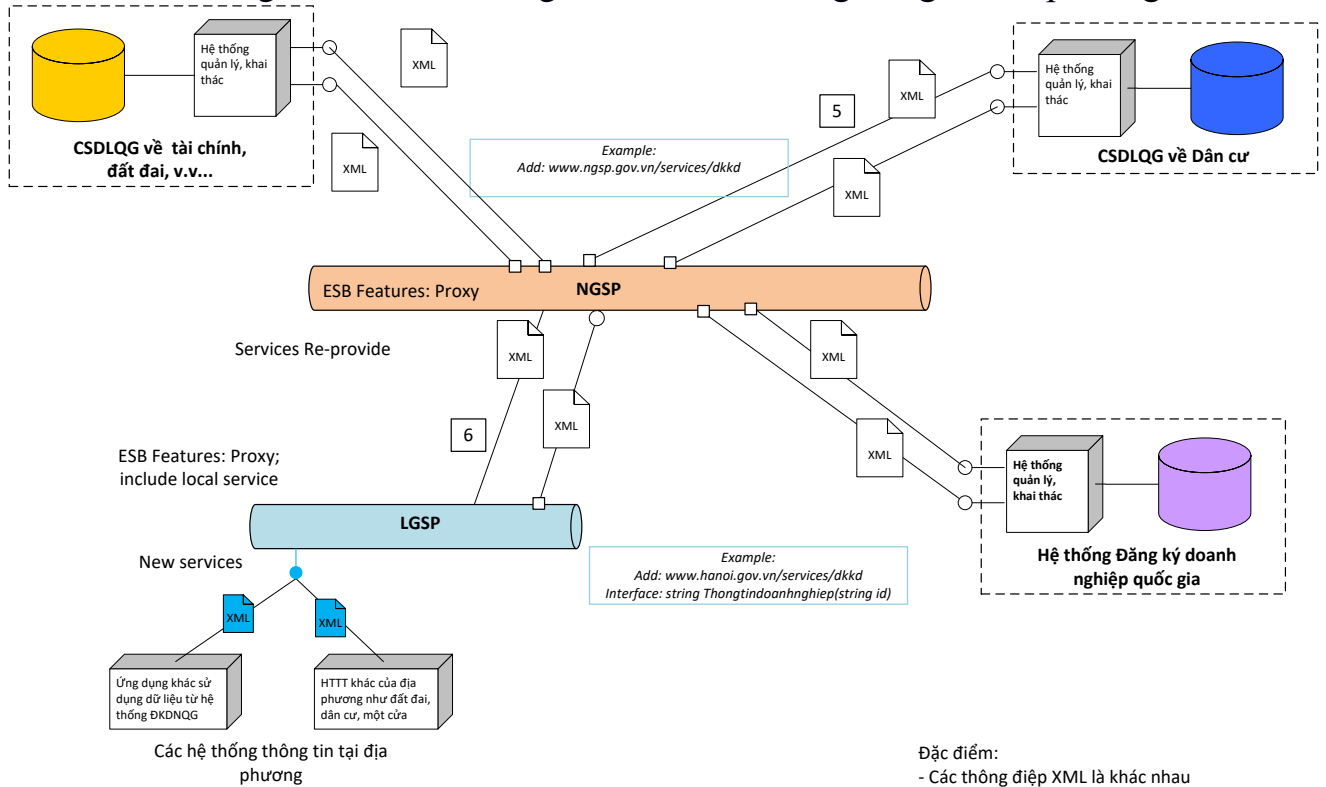 Hệ thống
quản lý, khai
thác
XML
XML
CSDLQG về tài chính,
đất đai, v.v...
Example:
Add: www.ngsp.gov.vn/services/dkkd
5
XML
XML
Hệ thống
quản lý, khai
thác
CSDLQG về Dân cư
ESB Features: Proxy
NGSP
Services Re-provide
XML
XML
6
XML
XML
ESB Features: Proxy;
include local service
LGSP
Hệ thống
quản lý,
khai thác
Hệ thống Đăng ký doanh
nghiệp quốc gia
New services
Example:
Add: www.hanoi.gov.vn/services/dkkd
Interface: string Thongtindoanhnghiep(string id)
XML
XML
Ứng dụng khác sử
dụng dữ liệu từ hệ
thống ĐKDNQG
HTTT khác của địa
phương như đất đai,
dân cư, một cửa
Các hệ thống thông tin tại địa
phương
Đặc điểm:
- Các thông điệp XML là khác nhau